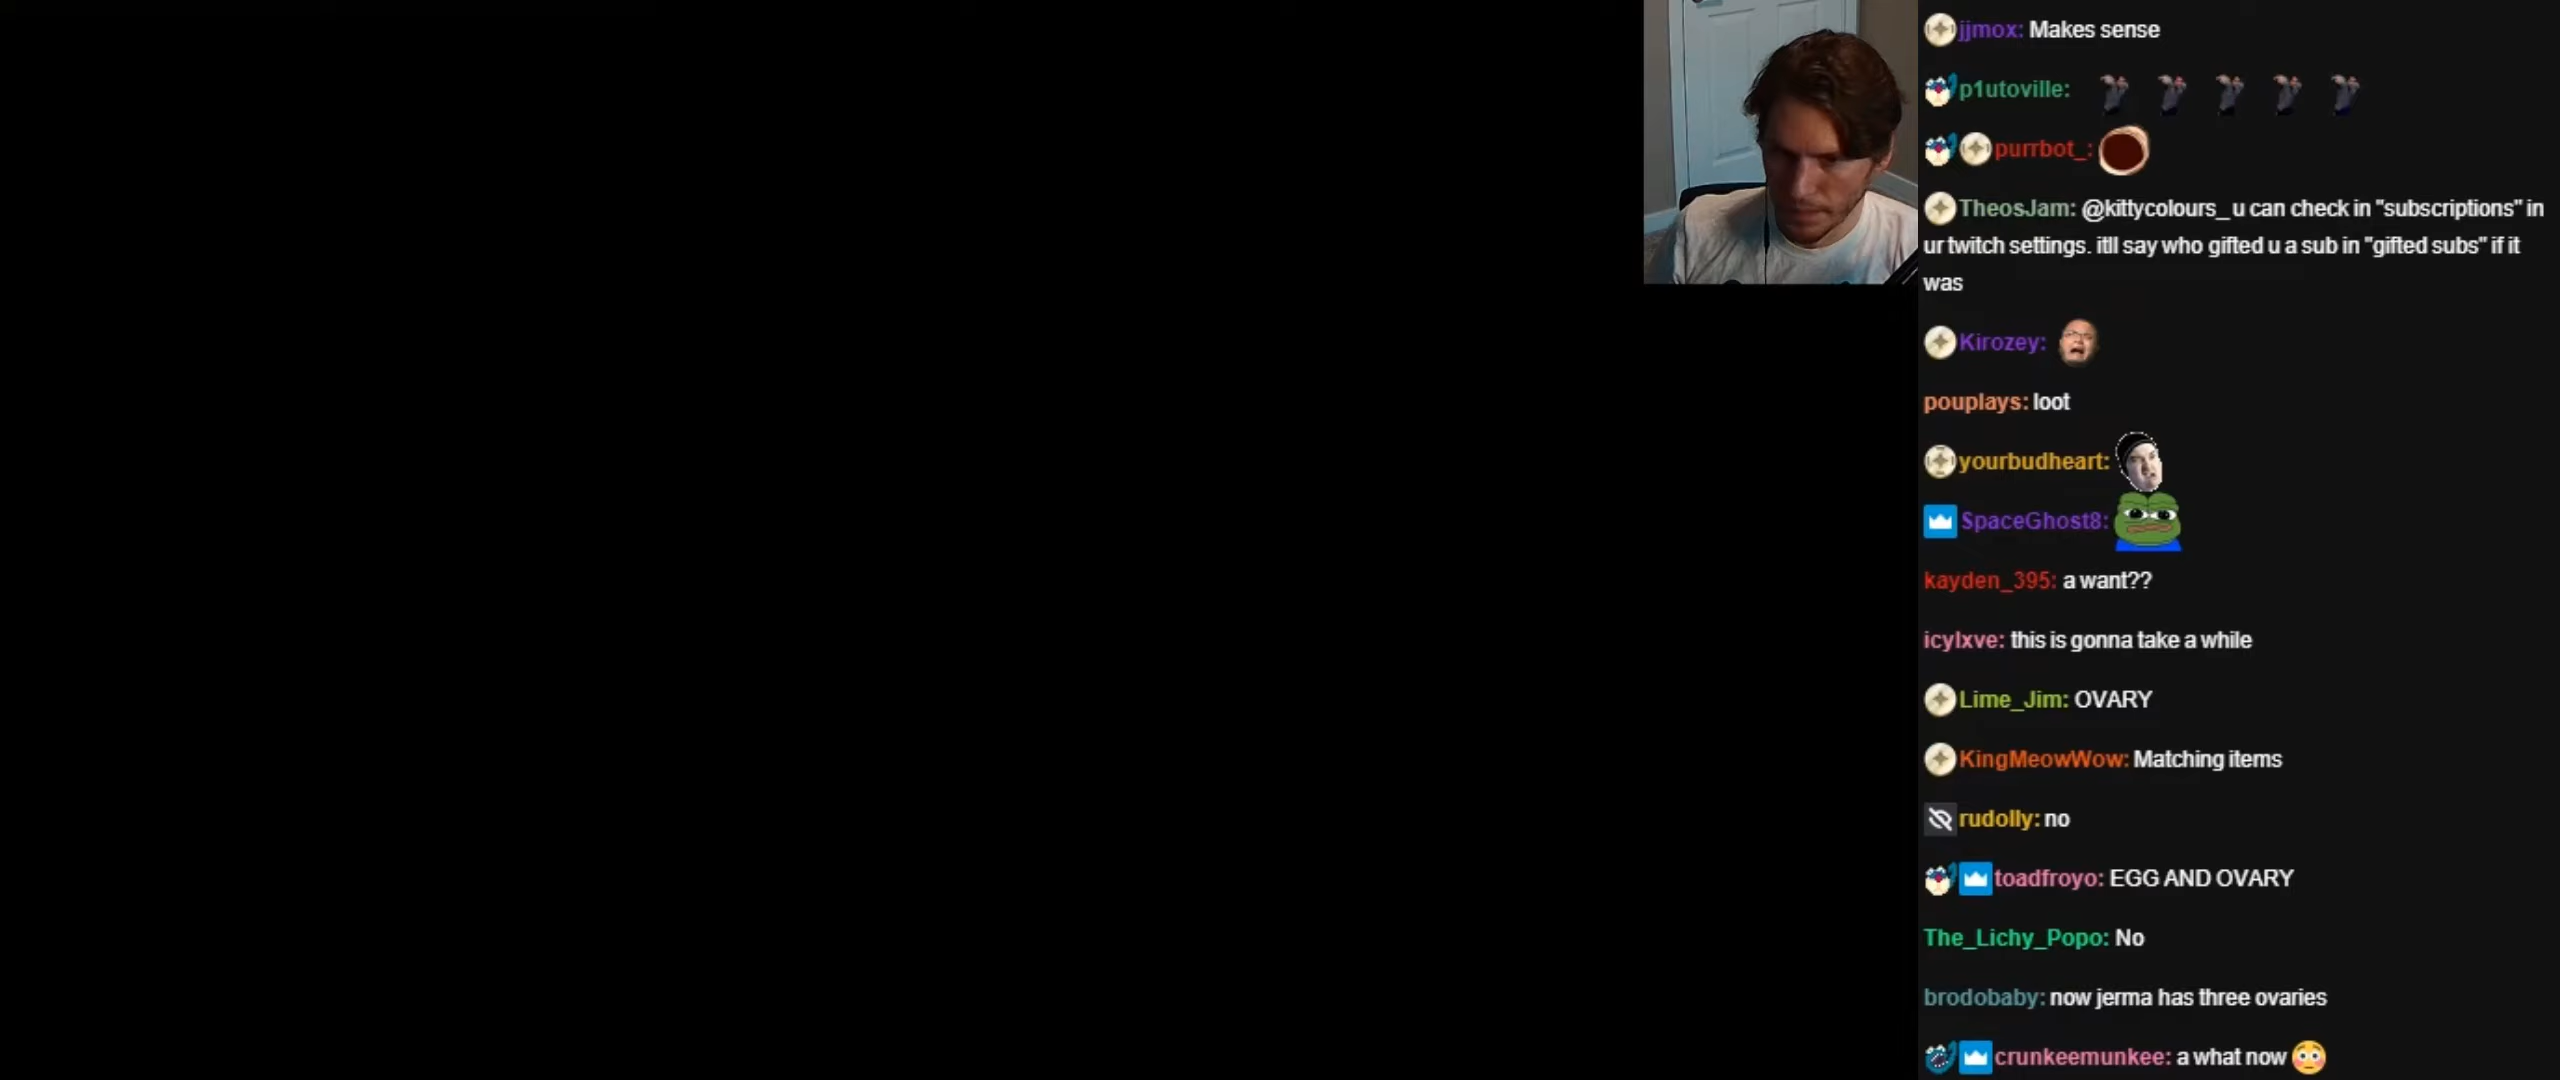 jjmox: Makes sense
p1utoville:
purrbot_:
TheosJam: @kittycolours_ u can check in "subscriptions" in
ur twitch settings. itll say who gifted u a sub in "gifted subs" if it
was
Kirozey:
pouplays: loot
yourbudheart:
SpaceGhost8:
kayden_395: a want??
icylxve: this is gonna take a while
Lime_Jim: OVARY
KingMeowWow: Matching items
rudolly: no
toadfroyo: EGG AND OVARY
The_Lichy_Popo: No
brodobaby: now jerma has three ovaries
crunkeemunkee: a what now